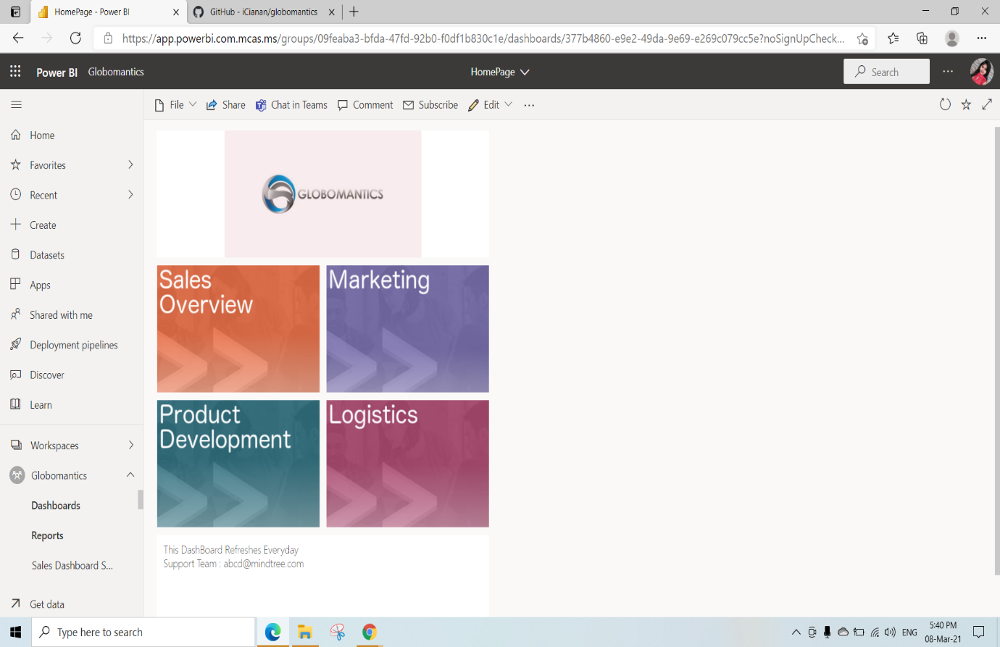 HomePage - Power BI
GitHub - iCianan/globomantics
https://app.powerbi.com.mcas.ms/groups/09feaba3-bfda-47fd-92b0-f0df1b830c1e/dashboards/377b4860-e9e2-49da-9e69-e269c079cc5e?noSignUpCheck...
Power BI Globomantics
HomePage
Search
File
Share
Chat in Teams
Comment
Subscribe
Edit
Home
Favorites
Recent
Create
Datasets
Apps
Shared with me
Deployment pipelines
Discover
Learn
Workspaces
Globomantics
Dashboards
Reports
Sales Dashboard S...
Get data
GLOBOMANTICS
Sales
Overview
Marketing
Product
Development
Logistics
This DashBoard Refreshes Everyday
Support Team : abcd@mindtree.com
Type here to search
ENG
5:40 PM
08-Mar-21